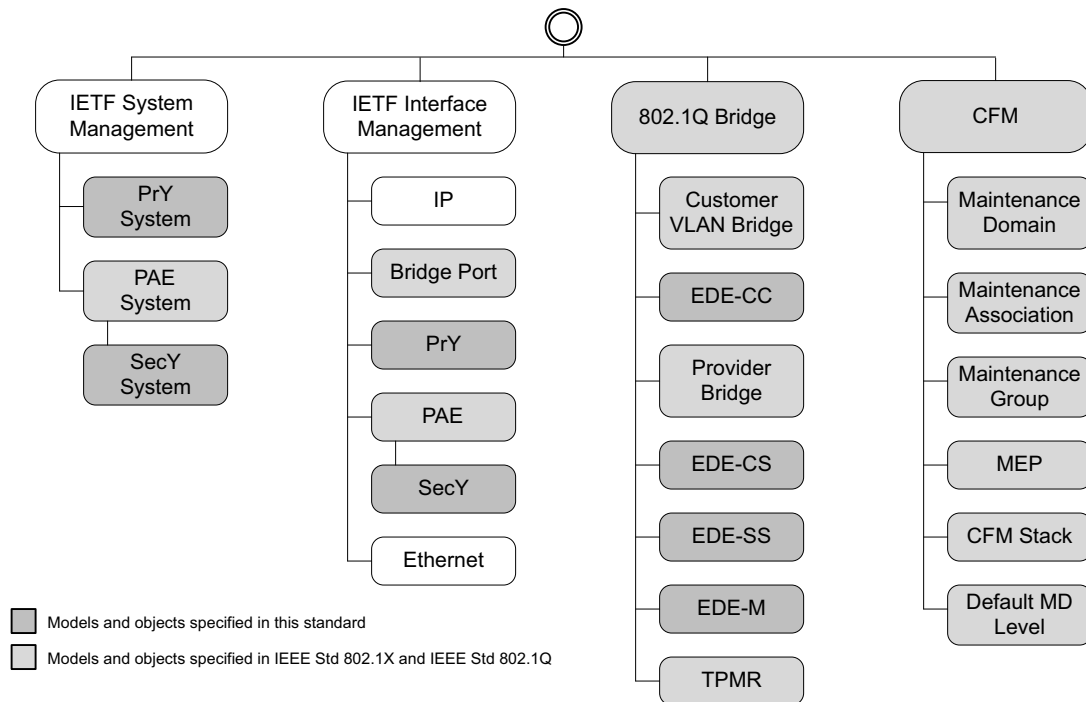 IETF System
Management
PrY
System
PAE
System
SecY
System
IETF Interface
Management
IP
Bridge Port
PrY
PAE
SecY
Ethernet
802.1Q Bridge
Customer
VLAN Bridge
EDE-CC
Provider
Bridge
EDE-CS
EDE-SS
EDE-M
TPMR
CFM
Maintenance
Domain
Maintenance
Association
Maintenance
Group
MEP
CFM Stack
Default MD
Level
Models and objects specified in this standard
Models and objects specified in IEEE Std 802.1X and IEEE Std 802.1Q